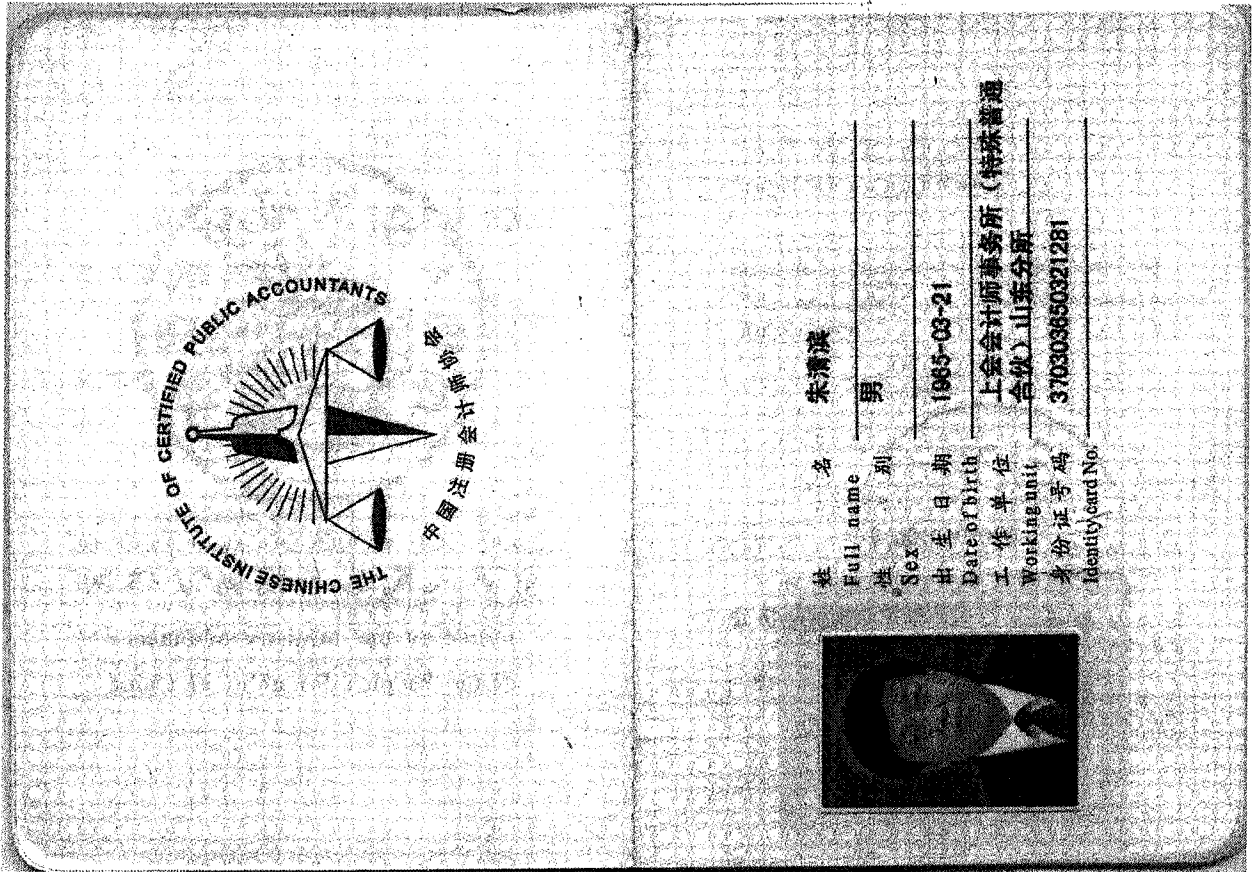 THE CHINESE INSTITUTE OF CERTIFIED PUBLIC ACCOUNTANTS
中国注册会计师协会
姓 名 朱清滨
Full name
性 别 男
Sex
出 生 日 期 1965-03-21
Date of birth
工 作 单 位 上会会计师事务所（特殊普通
合伙）山东分所
Working unit
身 份 证 号 码 370303650321281
Identity card No.